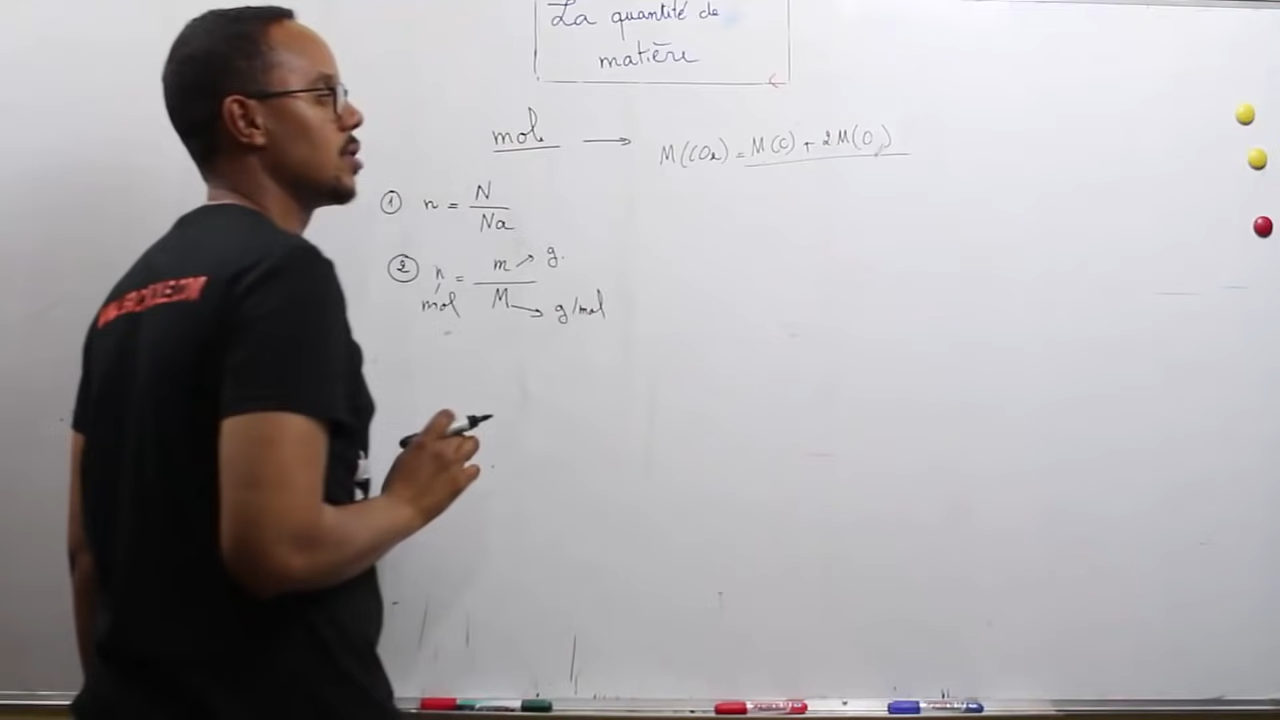 La quantité de
matière
mol → M(CO2) = M(C) + 2M(O)
① n = N / Na
② n = m → g.
mol M → g/mol